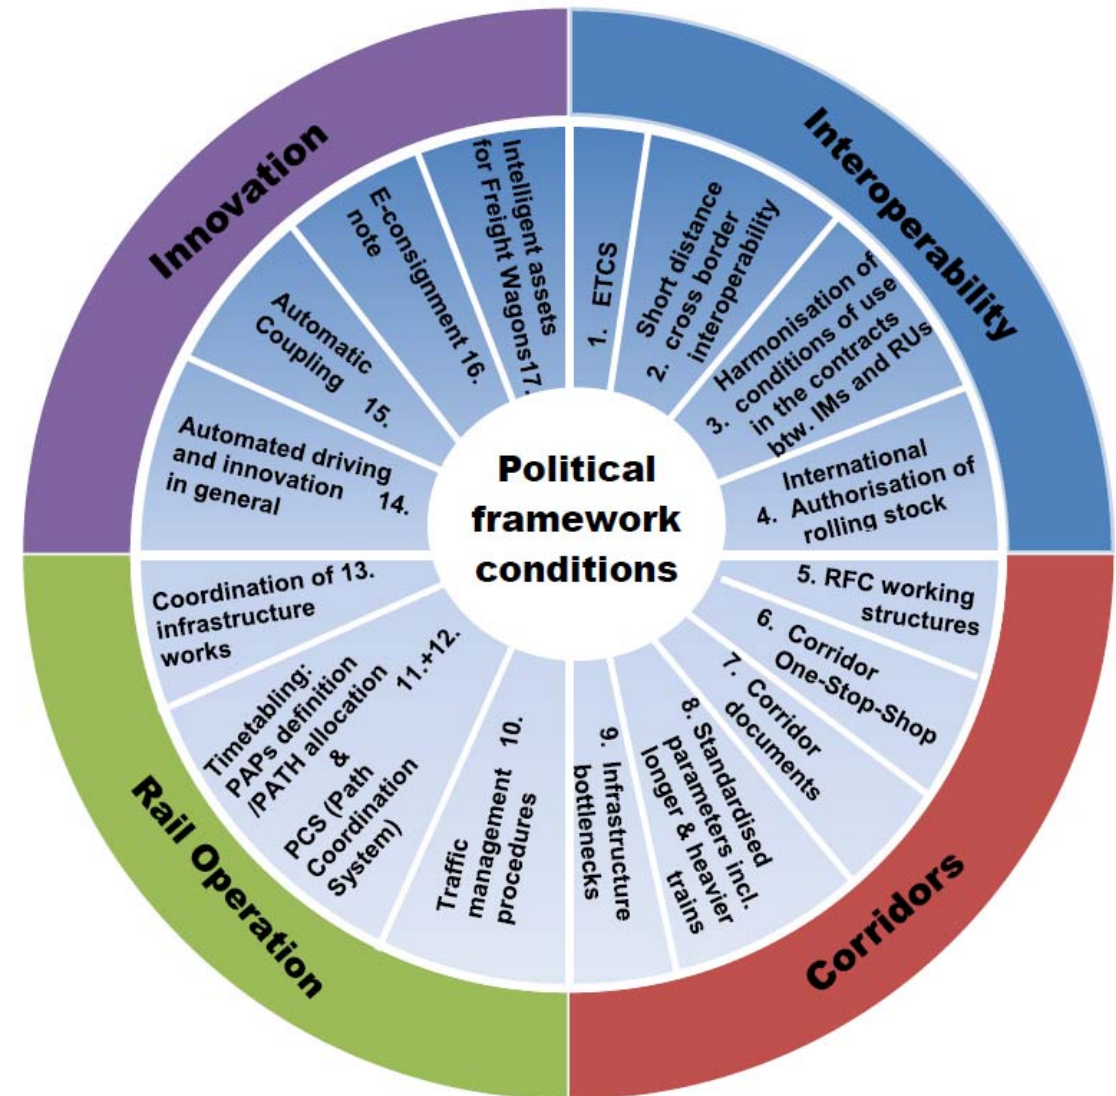 Innovation
Interoperability
Corridors
Rail Operation
Political
framework
conditions
1. ETCS
Short distance
2. cross border
interoperability
Harmonisation of
3. conditions of use
in the contracts
btw. IMs and RUs
International
4. Authorisation of
rolling stock
5. RFC working
structures
6. Corridor
One-Stop-Shop
7. Corridor
documents
8. Standardised
parameters incl.
longer & heavier
trains
9. Infrastructure
bottlenecks
Traffic
management 10.
procedures
Timetabling:
PAPs definition
/PATH allocation 11.+12.
&
PCS (Path
Coordination
System)
Coordination of 13.
infrastructure
works
Automated driving
and innovation 14.
in general
Automatic
Coupling 15.
E-consignment 16.
note
Intelligent assets
for Freight Wagons17.